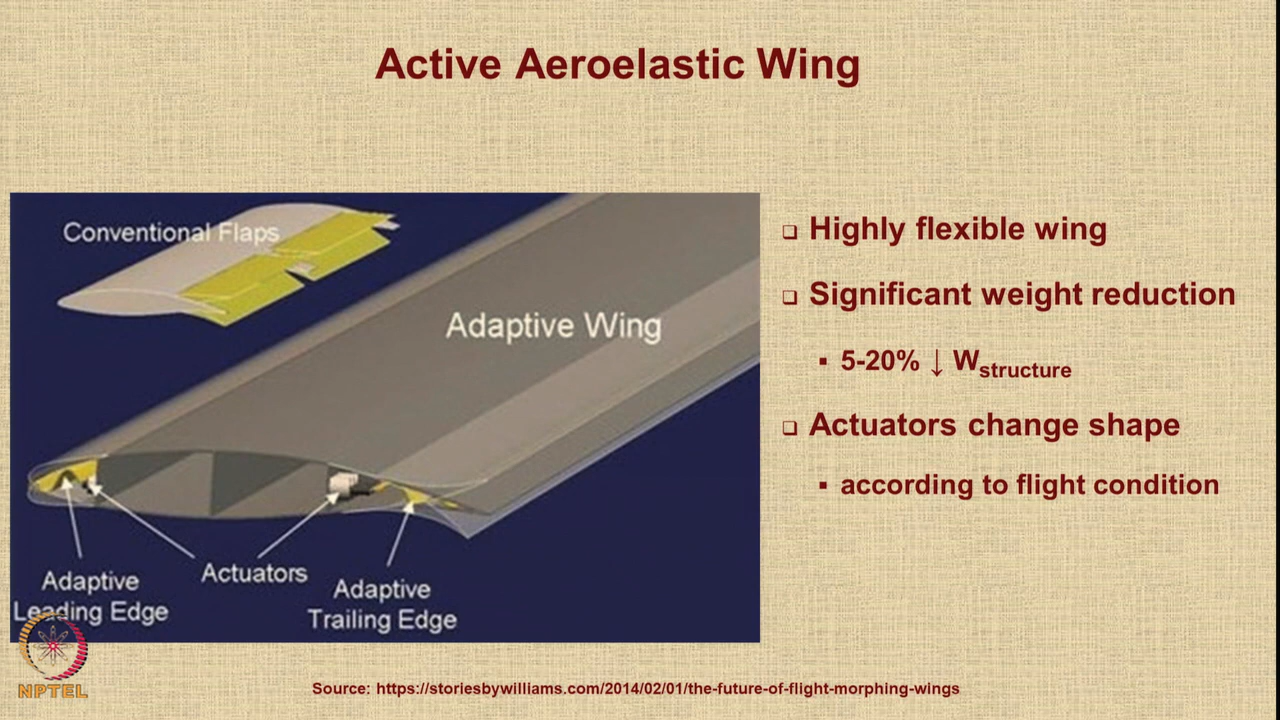 Active Aeroelastic Wing
Conventional Flaps
Adaptive Wing
Adaptive
Leading Edge
Actuators
Adaptive
Trailing Edge
❑ Highly flexible wing
❑ Significant weight reduction
▪ 5-20% ↓ Wstructure
❑ Actuators change shape
▪ according to flight condition
NPTEL
Source: https://storiesbywilliams.com/2014/02/01/the-future-of-flight-morphing-wings